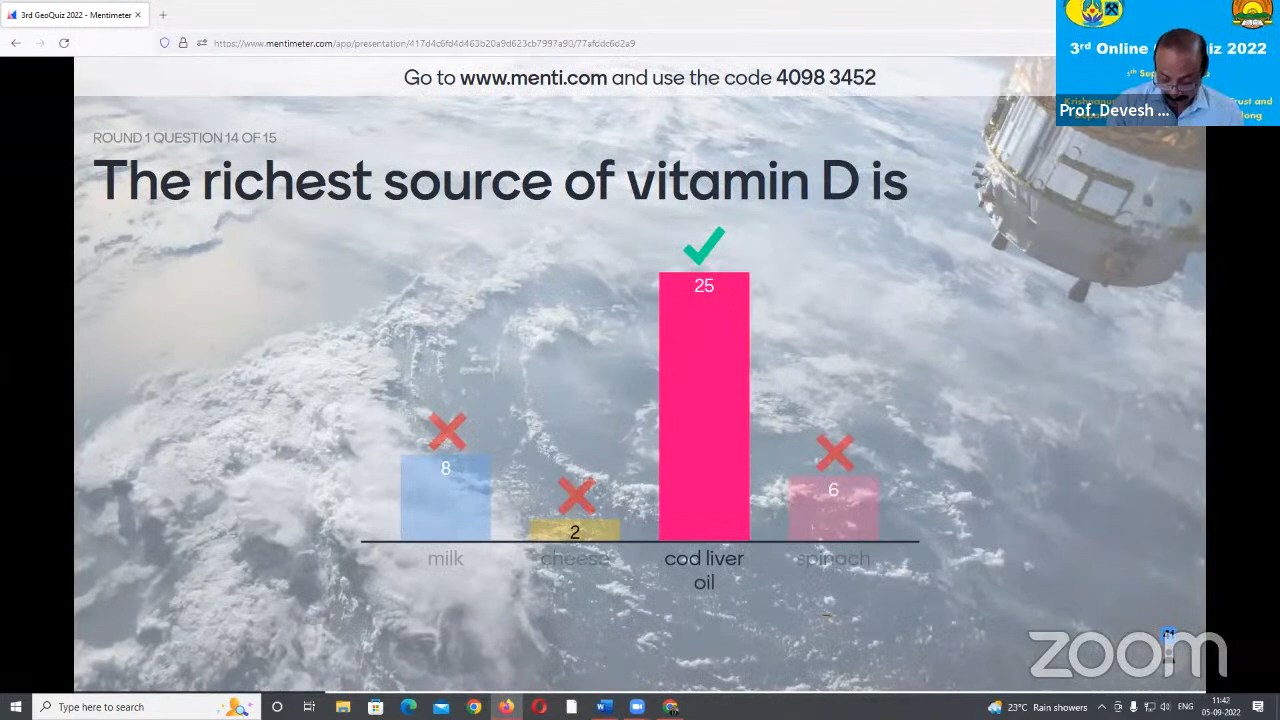 3rd GeoQuiz 2022 - Mentimeter
https://www.mentimeter.com/app/presentation/417d4c6fd4d463b20a9d623cb7997a90/77afddc6d2a9
3rd Online
iz 2022
Prof. Devesh ...
Trust and
Go to www.menti.com and use the code 4098 3452
ROUND 1 QUESTION 14 OF 15
The richest source of vitamin D is
25
8
6
2
milk
cheese
cod liver
oil
spinach
zoom
Type here to search
23°C Rain showers
ENG
11:42
05-09-2022